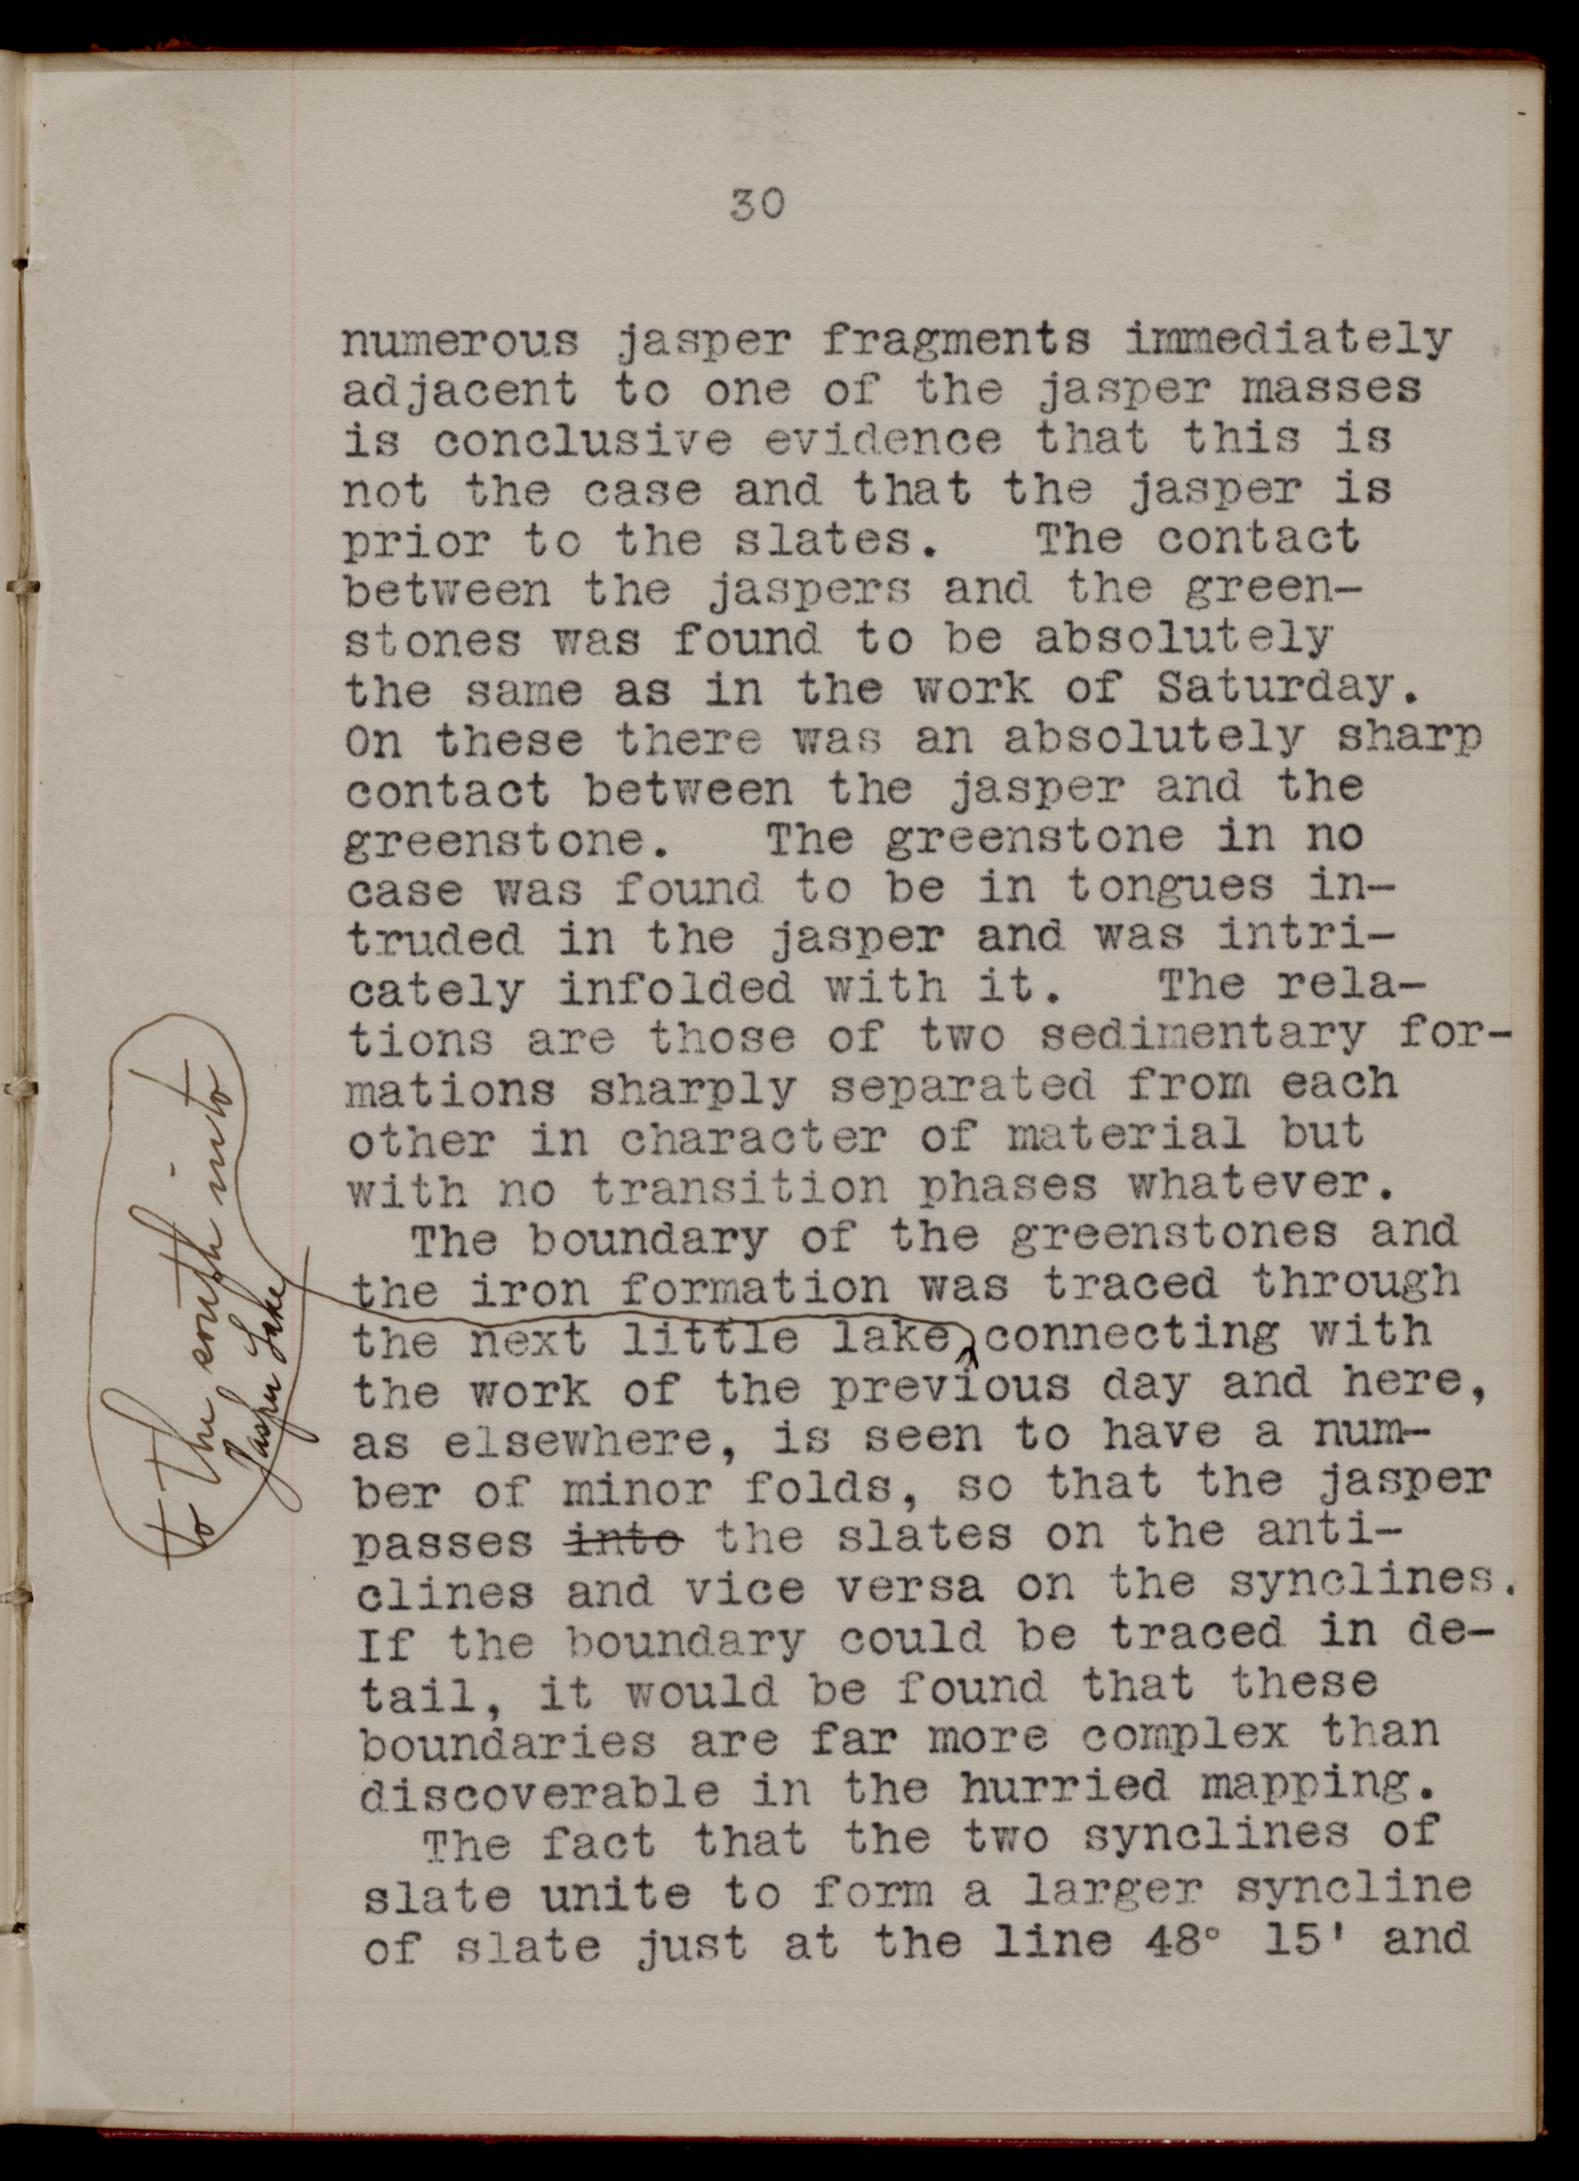 30
numerous jasper fragments immediately
adjacent to one of the jasper masses
is conclusive evidence that this is
not the case and that the jasper is
prior to the slates. The contact
between the jaspers and the green-
stones was found to be absolutely
the same as in the work of Saturday.
On these there was an absolutely sharp
contact between the jasper and the
greenstone. The greenstone in no
case was found to be in tongues in-
truded in the jasper and was intri-
cately infolded with it. The rela-
tions are those of two sedimentary for-
mations sharply separated from each
other in character of material but
with no transition phases whatever.
The boundary of the greenstones and
the iron formation was traced through
the next little lake, connecting with
to the south into
Jasper Lake
the work of the previous day and here,
as elsewhere, is seen to have a num-
ber of minor folds, so that the jasper
passes into the slates on the anti-
clines and vice versa on the synclines.
If the boundary could be traced in de-
tail, it would be found that these
boundaries are far more complex than
discoverable in the hurried mapping.
The fact that the two synclines of
slate unite to form a larger syncline
of slate just at the line 48° 15' and